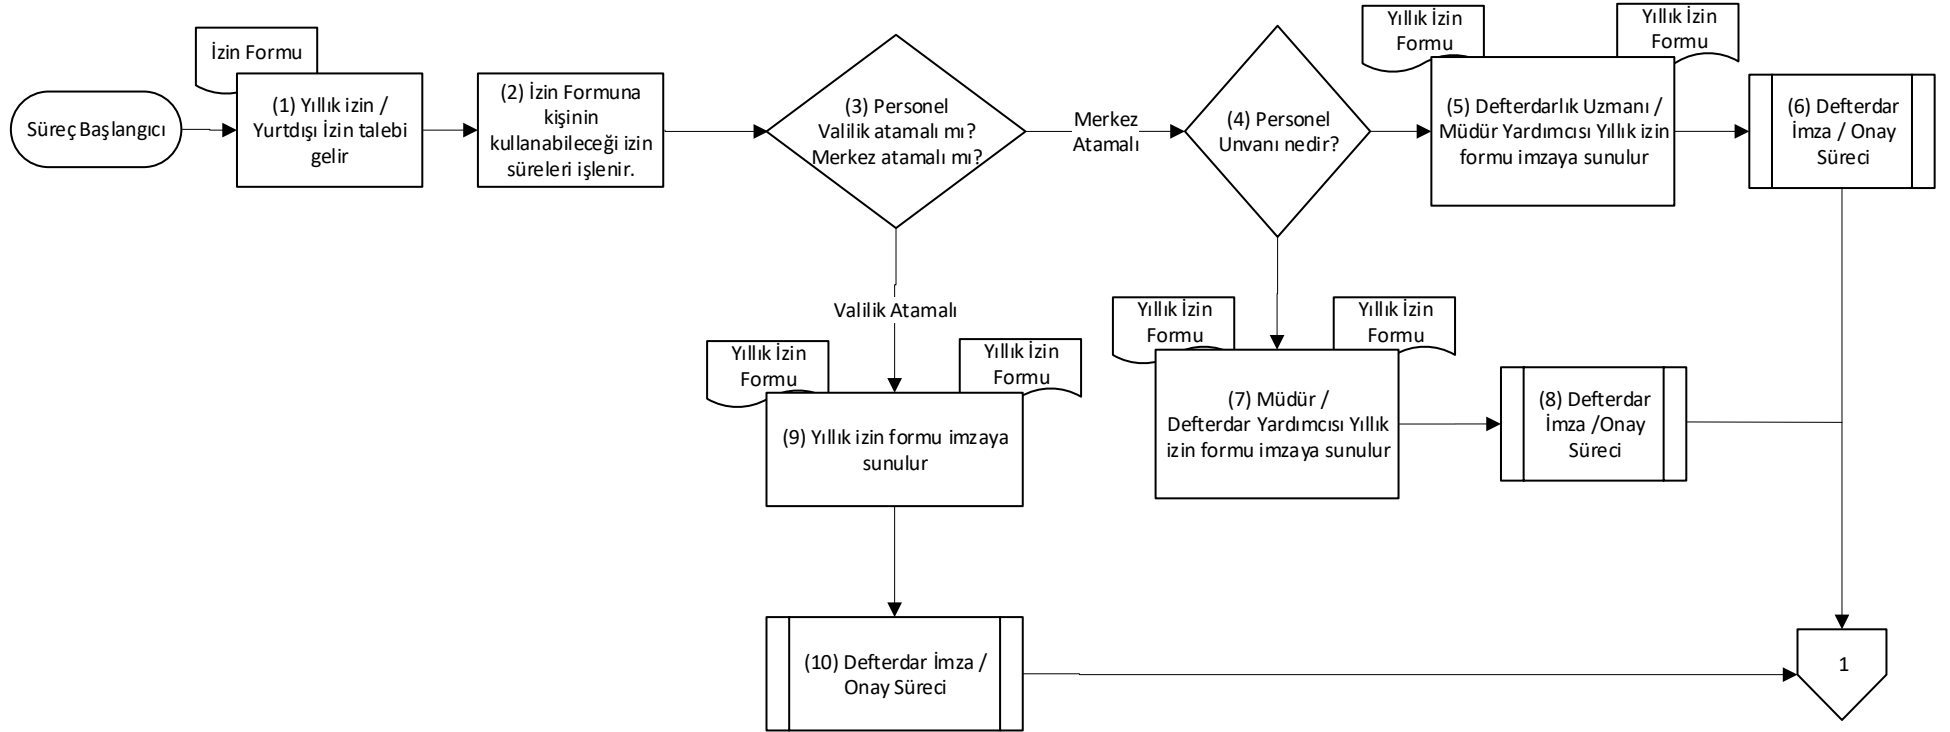 Süreç Başlangıcı
İzin Formu
(1) Yıllık izin /
Yurtdışı İzin talebi
gelir
(2) İzin Formuna
kişinin
kullanabileceği izin
süreleri işlenir.
(3) Personel
Valilik atamalı mı?
Merkez atamalı mı?
Merkez
Atamalı
(4) Personel
Unvanı nedir?
Yıllık İzin
Formu
Yıllık İzin
Formu
(5) Defterdarlık Uzmanı /
Müdür Yardımcısı Yıllık izin
formu imzaya sunulur
(6) Defterdar
İmza / Onay
Süreci
Yıllık İzin
Formu
Yıllık İzin
Formu
(7) Müdür /
Defterdar Yardımcısı Yıllık
izin formu imzaya sunulur
(8) Defterdar
İmza /Onay
Süreci
Valilik Atamalı
Yıllık İzin
Formu
Yıllık İzin
Formu
(9) Yıllık izin formu imzaya
sunulur
(10) Defterdar İmza /
Onay Süreci
1